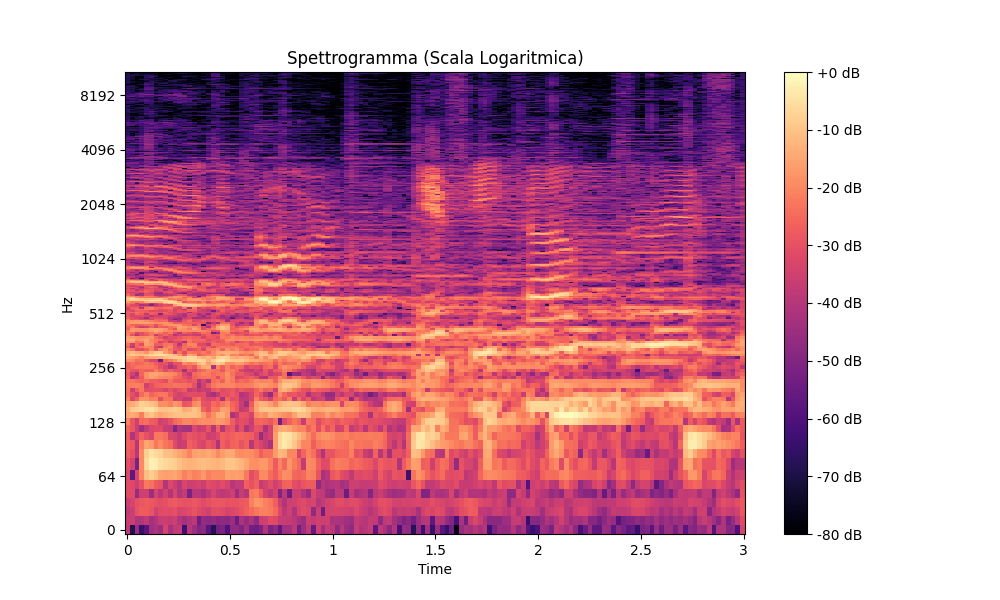 Spettrogramma (Scala Logaritmica)
Hz
8192
4096
2048
1024
512
256
128
64
0
0 0.5 1 1.5 2 2.5 3
Time
+0 dB
-10 dB
-20 dB
-30 dB
-40 dB
-50 dB
-60 dB
-70 dB
-80 dB